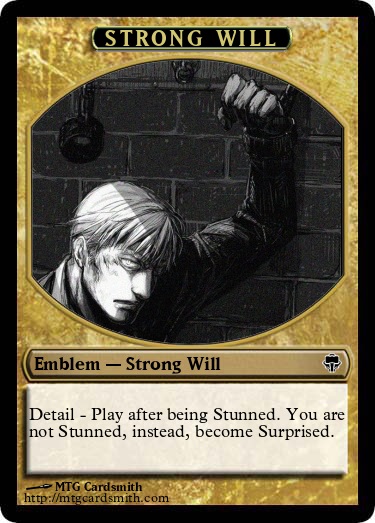 STRONG WILL
Emblem — Strong Will
Detail - Play after being Stunned. You are
not Stunned, instead, become Surprised.
MTG Cardsmith
http://mtgcardsmith.com